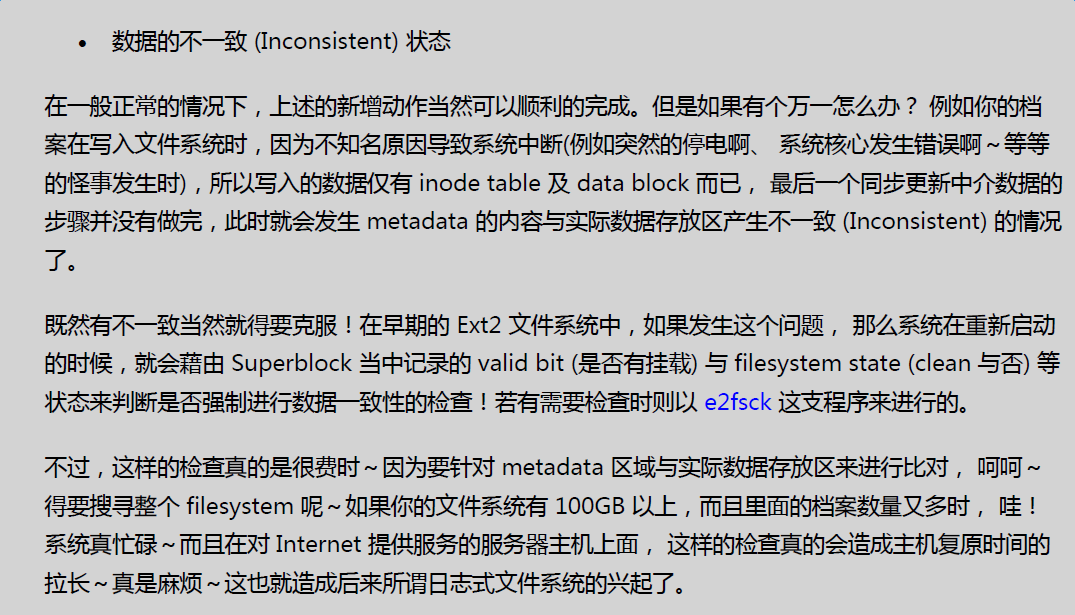 • 数据的不一致 (Inconsistent) 状态
在一般正常的情况下，上述的新增动作当然可以顺利的完成。但是如果有个万一怎么办？ 例如你的档
案在写入文件系统时，因为不知名原因导致系统中断(例如突然的停电啊、 系统核心发生错误啊～等等
的怪事发生时)，所以写入的数据仅有 inode table 及 data block 而已， 最后一个同步更新中介数据的
步骤并没有做完，此时就会发生 metadata 的内容与实际数据存放区产生不一致 (Inconsistent) 的情况
了。
既然有不一致当然就得要克服！在早期的 Ext2 文件系统中，如果发生这个问题， 那么系统在重新启动
的时候，就会藉由 Superblock 当中记录的 valid bit (是否有挂载) 与 filesystem state (clean 与否) 等
状态来判断是否强制进行数据一致性的检查！若有需要检查时则以 e2fsck 这支程序来进行的。
不过，这样的检查真的是很费时～因为要针对 metadata 区域与实际数据存放区来进行比对， 呵呵～
得要搜寻整个 filesystem 呢～如果你的文件系统有 100GB 以上，而且里面的档案数量又多时， 哇！
系统真忙碌～而且在对 Internet 提供服务的服务器主机上面， 这样的检查真的会造成主机复原时间的
拉长～真是麻烦～这也就造成后来所谓日志式文件系统的兴起了。